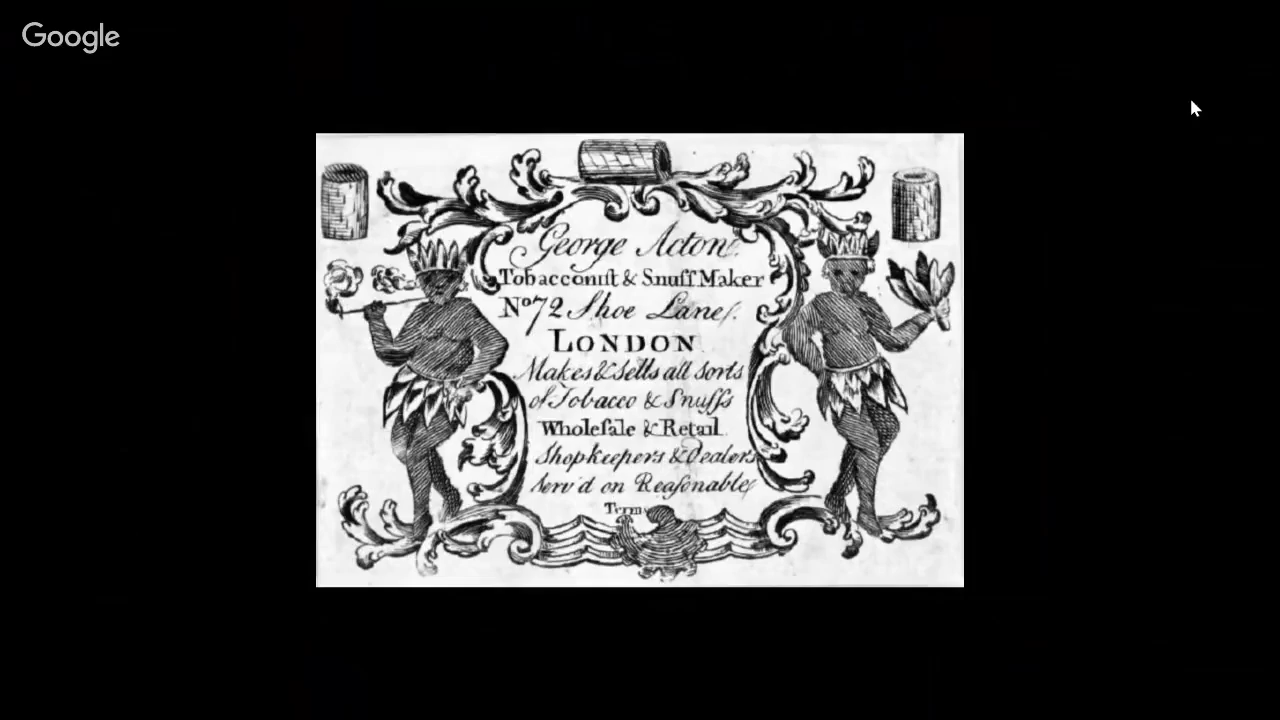 Google
George Acton.
Tobacconiſt & Snuff Maker
No. 72 Shoe Lane.
LONDON
Makes & Sells all Sorts
of Tobacco & Snuffs
Wholeſale & Retail
Shopkeepers & Dealers
Serv'd on Reaſonable
Terms